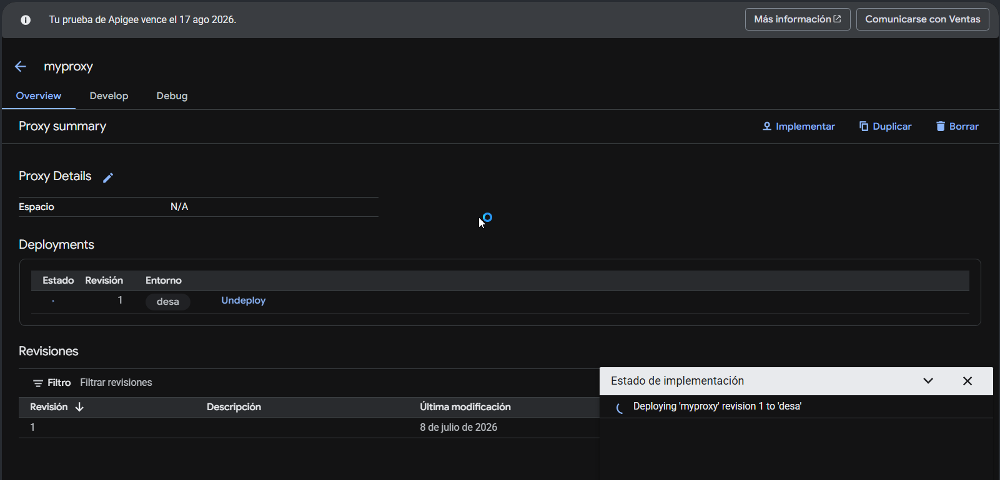 Tu prueba de Apigee vence el 17 ago 2026.
Más información
Comunicarse con Ventas
myproxy
Overview Develop Debug
Proxy summary
Implementar Duplicar Borrar
Proxy Details
Espacio N/A
Deployments
Estado Revisión Entorno
1 desa Undeploy
Revisiones
Filtro Filtrar revisiones
Revisión Descripción Última modificación
1 8 de julio de 2026
Estado de implementación
Deploying 'myproxy' revision 1 to 'desa'